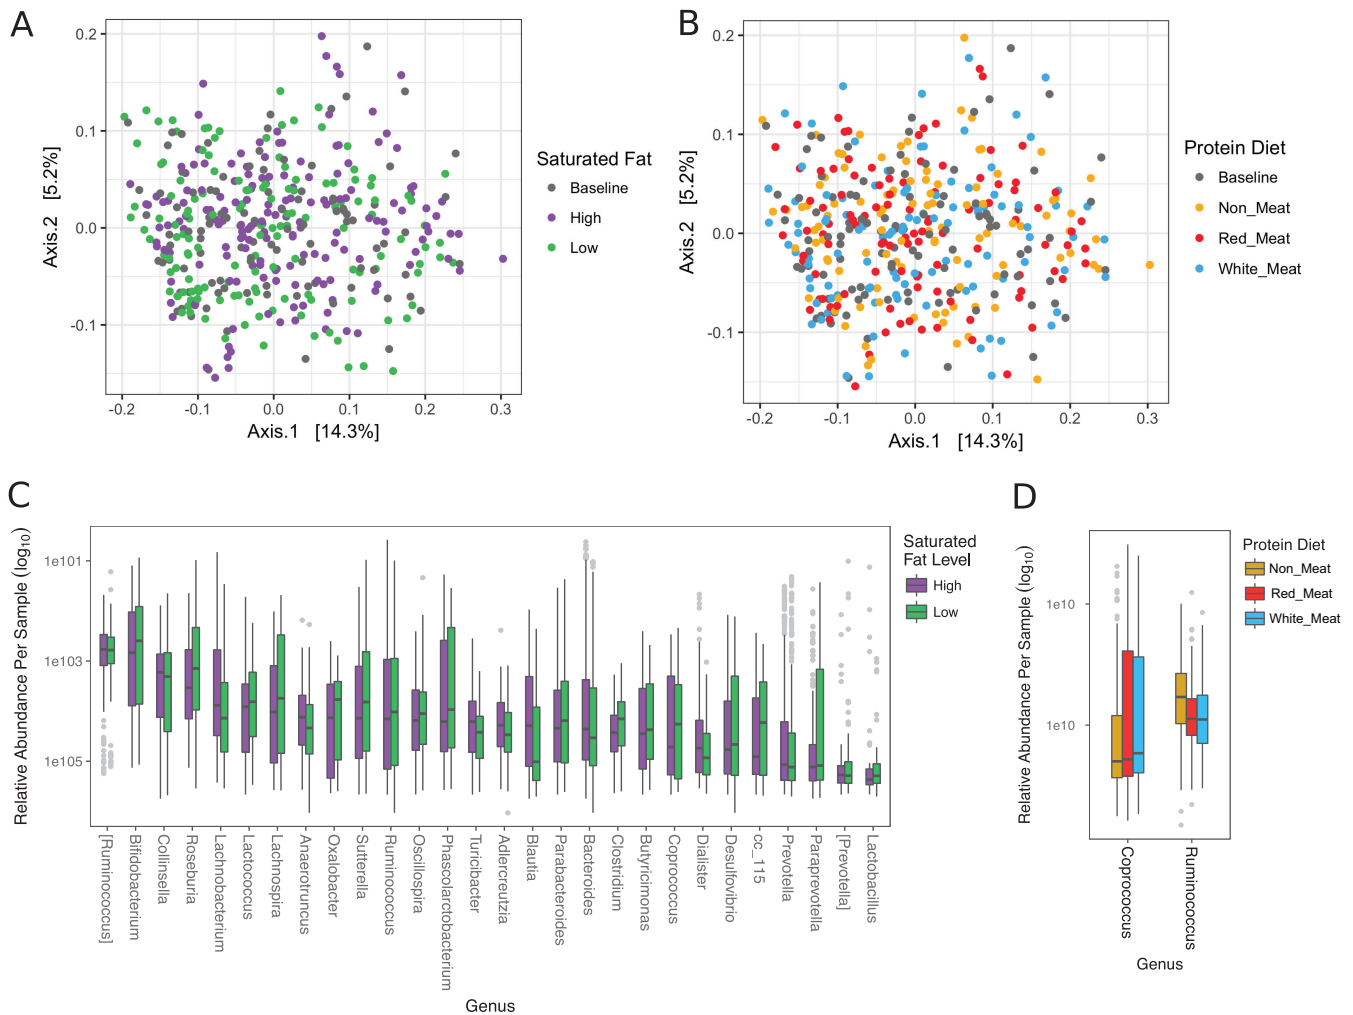 A
0.2
0.1
0.0
-0.1
Axis.2 [5.2%]
-0.2
-0.1
0.0
0.1
0.2
0.3
Axis.1 [14.3%]
Saturated Fat
Baseline
High
Low
B
0.2
0.1
0.0
-0.1
Axis.2 [5.2%]
-0.2
-0.1
0.0
0.1
0.2
0.3
Axis.1 [14.3%]
Protein Diet
Baseline
Non_Meat
Red_Meat
White_Meat
C
Relative Abundance Per Sample (log10)
1e101
1e103
1e105
[Ruminococcus]
Bifidobacterium
Collinsella
Roseburia
Lachnobacterium
Lactococcus
Lachnospira
Anaerotruncus
Oxalobacter
Sutterella
Ruminococcus
Oscillospira
Phascolarctobacterium
Turicibacter
Adlercreutzia
Blautia
Parabacteroides
Bacteroides
Clostridium
Butyricimonas
Coprococcus
Dialister
Desulfovibrio
cc_115
Prevotella
Paraprevotella
[Prevotella]
Lactobacillus
Genus
Saturated
Fat Level
High
Low
D
Relative Abundance Per Sample (log10)
1e10
1e10
Coprococcus
Ruminococcus
Genus
Protein Diet
Non_Meat
Red_Meat
White_Meat